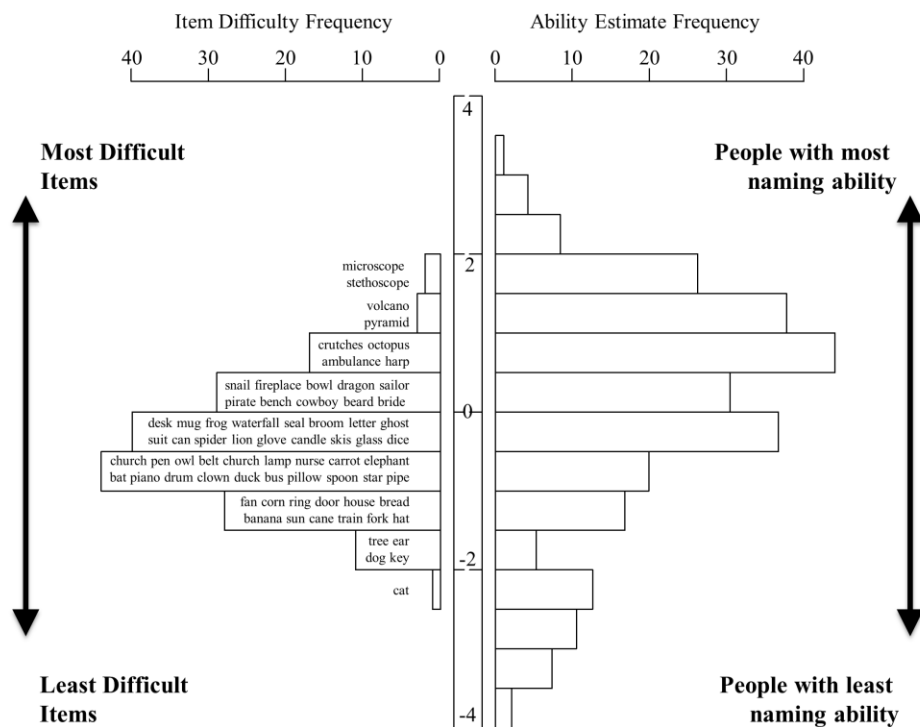 Item Difficulty Frequency
Ability Estimate Frequency
40 30 20 10 0
0 10 20 30 40
4
Most Difficult
Items
People with most
naming ability
2
microscope
stethoscope
volcano
pyramid
crutches octopus
ambulance harp
snail fireplace bowl dragon sailor
pirate bench cowboy beard bride
0
desk mug frog waterfall seal broom letter ghost
suit can spider lion glove candle skis glass dice
church pen owl belt church lamp nurse carrot elephant
bat piano drum clown duck bus pillow spoon star pipe
fan corn ring door house bread
banana sun cane train fork hat
tree ear
dog key
-2
cat
Least Difficult
Items
People with least
naming ability
-4